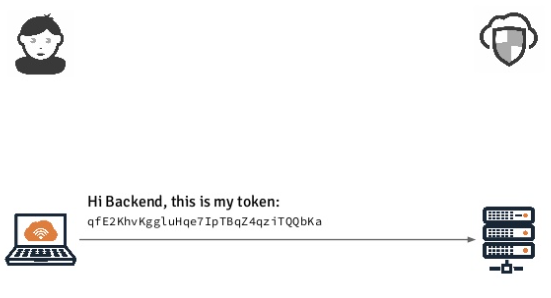 Hi Backend, this is my token:
qfE2KhvKggluHqe7IpTBqZ4qziTQQbKa